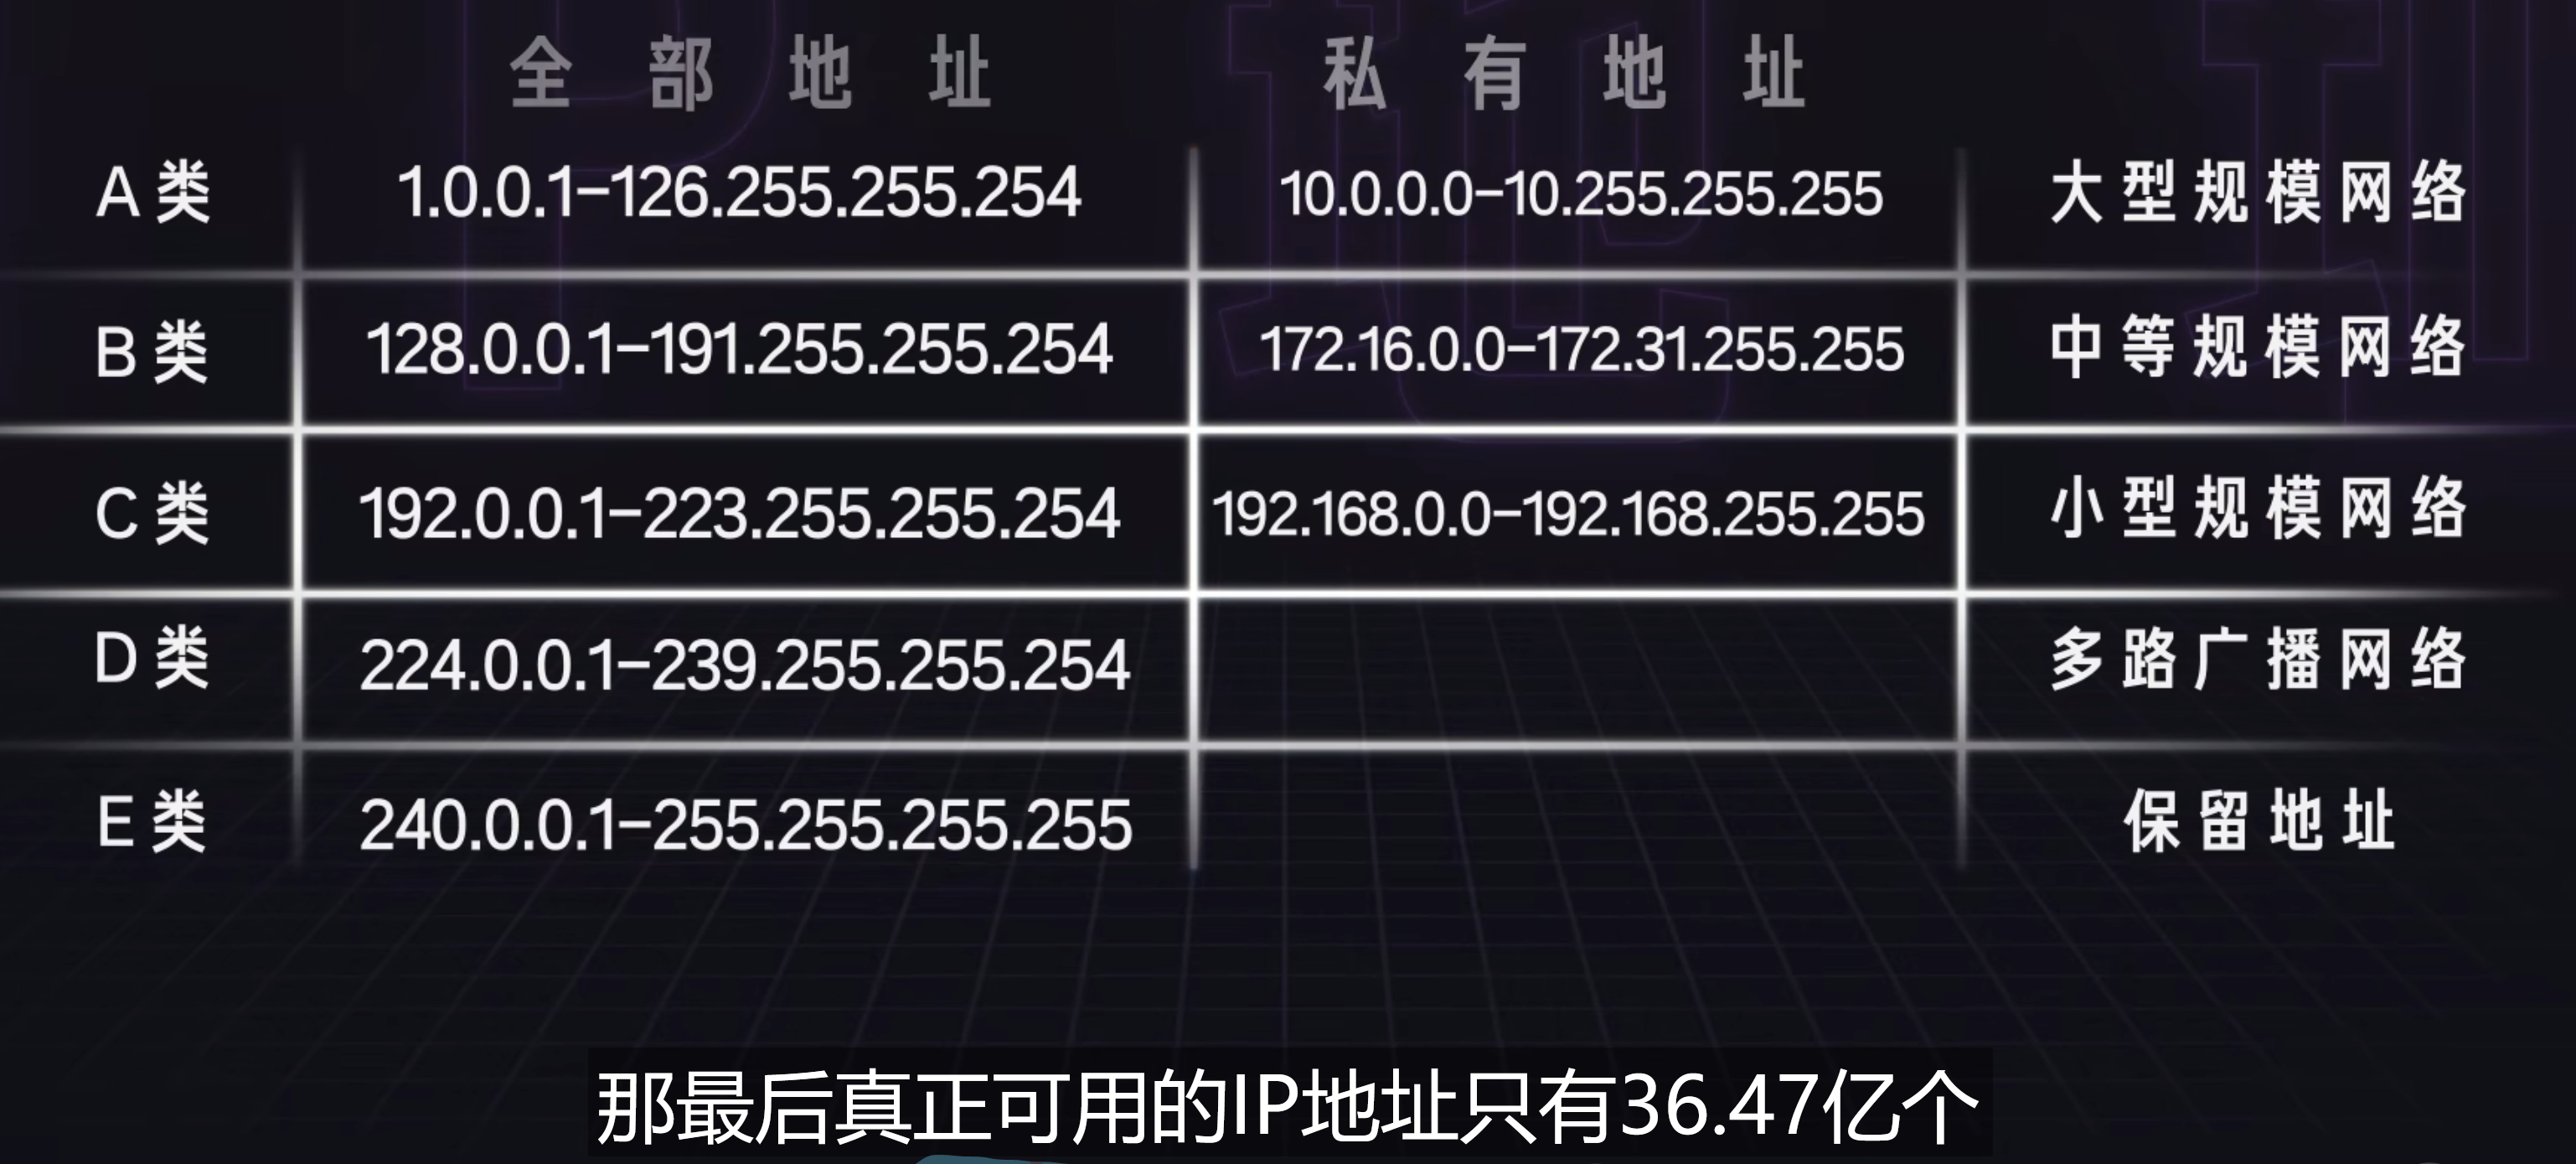 全部地址 私有地址
A类 1.0.0.1-126.255.255.254 10.0.0.0-10.255.255.255 大型规模网络
B类 128.0.0.1-191.255.255.254 172.16.0.0-172.31.255.255 中等规模网络
C类 192.0.0.1-223.255.255.254 192.168.0.0-192.168.255.255 小型规模网络
D类 224.0.0.1-239.255.255.254 多路广播网络
E类 240.0.0.1-255.255.255.255 保留地址
那最后真正可用的IP地址只有36.47亿个